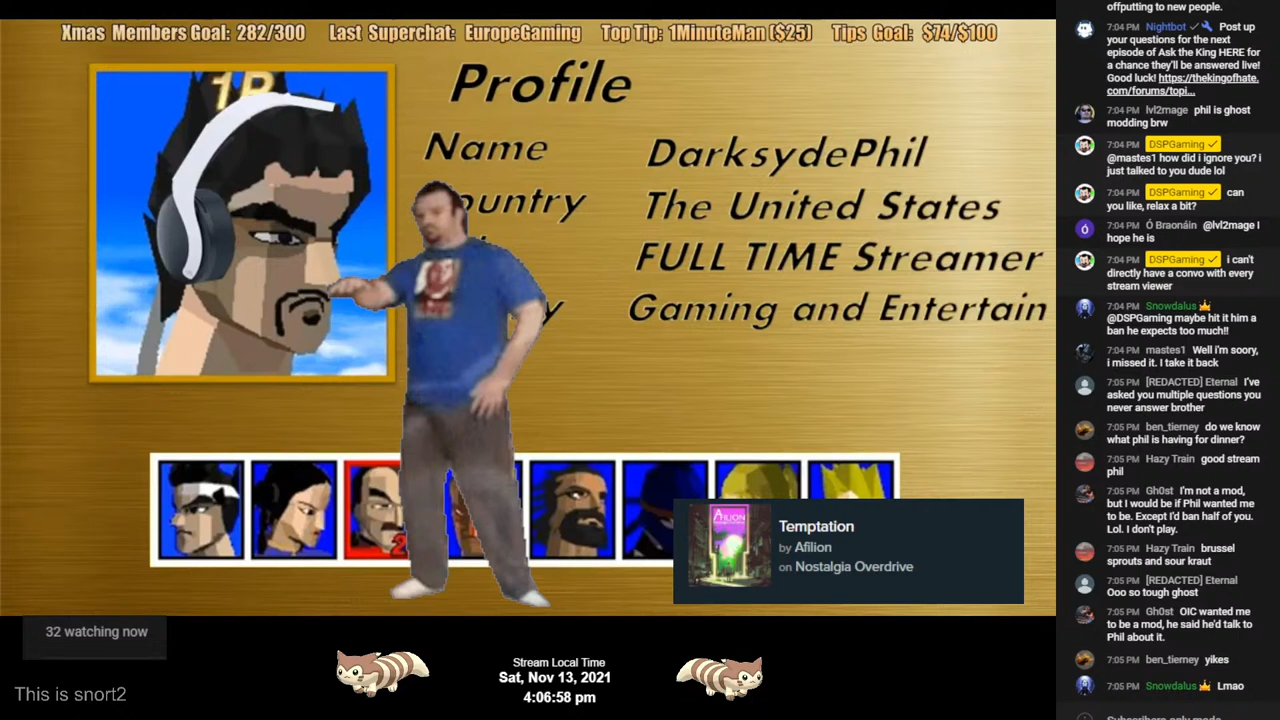 Xmas Members Goal: 282/300 Last Superchat: EuropeGaming Top Tip: 1MinuteMan ($25) Tips Goal: $74/$100
1P
Profile
Name DarksydePhil
ountry The United States
FULL TIME Streamer
y Gaming and Entertain
2
AFILION
Temptation
by Afilion
on Nostalgia Overdrive
32 watching now
This is snort2
Stream Local Time
Sat, Nov 13, 2021
4:06:58 pm
offputting to new people.
7:04 PM Nightbot Post up
your questions for the next
episode of Ask the King HERE for
a chance they'll be answered live!
Good luck! https://thekingofhate.
com/forums/topi...
7:04 PM lvl2mage phil is ghost
modding brw
7:04 PM DSPGaming
@mastes1 how did i ignore you? i
just talked to you dude lol
7:04 PM DSPGaming can
you like, relax a bit?
7:04 PM Ó Braonáin @lvl2mage I
hope he is
7:04 PM DSPGaming i can't
directly have a convo with every
stream viewer
7:04 PM Snowdalus
@DSPGaming maybe hit it him a
ban he expects too much!!
7:04 PM mastes1 Well i'm soory,
i missed it. I take it back
7:05 PM [REDACTED] Eternal I've
asked you multiple questions you
never answer brother
7:05 PM ben_tierney do we know
what phil is having for dinner?
7:05 PM Hazy Train good stream
phil
7:05 PM Gh0st I'm not a mod,
but I would be if Phil wanted me
to be. Except I'd ban half of you.
Lol. I don't play.
7:05 PM Hazy Train brussel
sprouts and sour kraut
7:05 PM [REDACTED] Eternal
Ooo so tough ghost
7:05 PM Gh0st OIC wanted me
to be a mod, he said he'd talk to
Phil about it.
7:05 PM ben_tierney yikes
7:05 PM Snowdalus Lmao
Subscribers-only mode